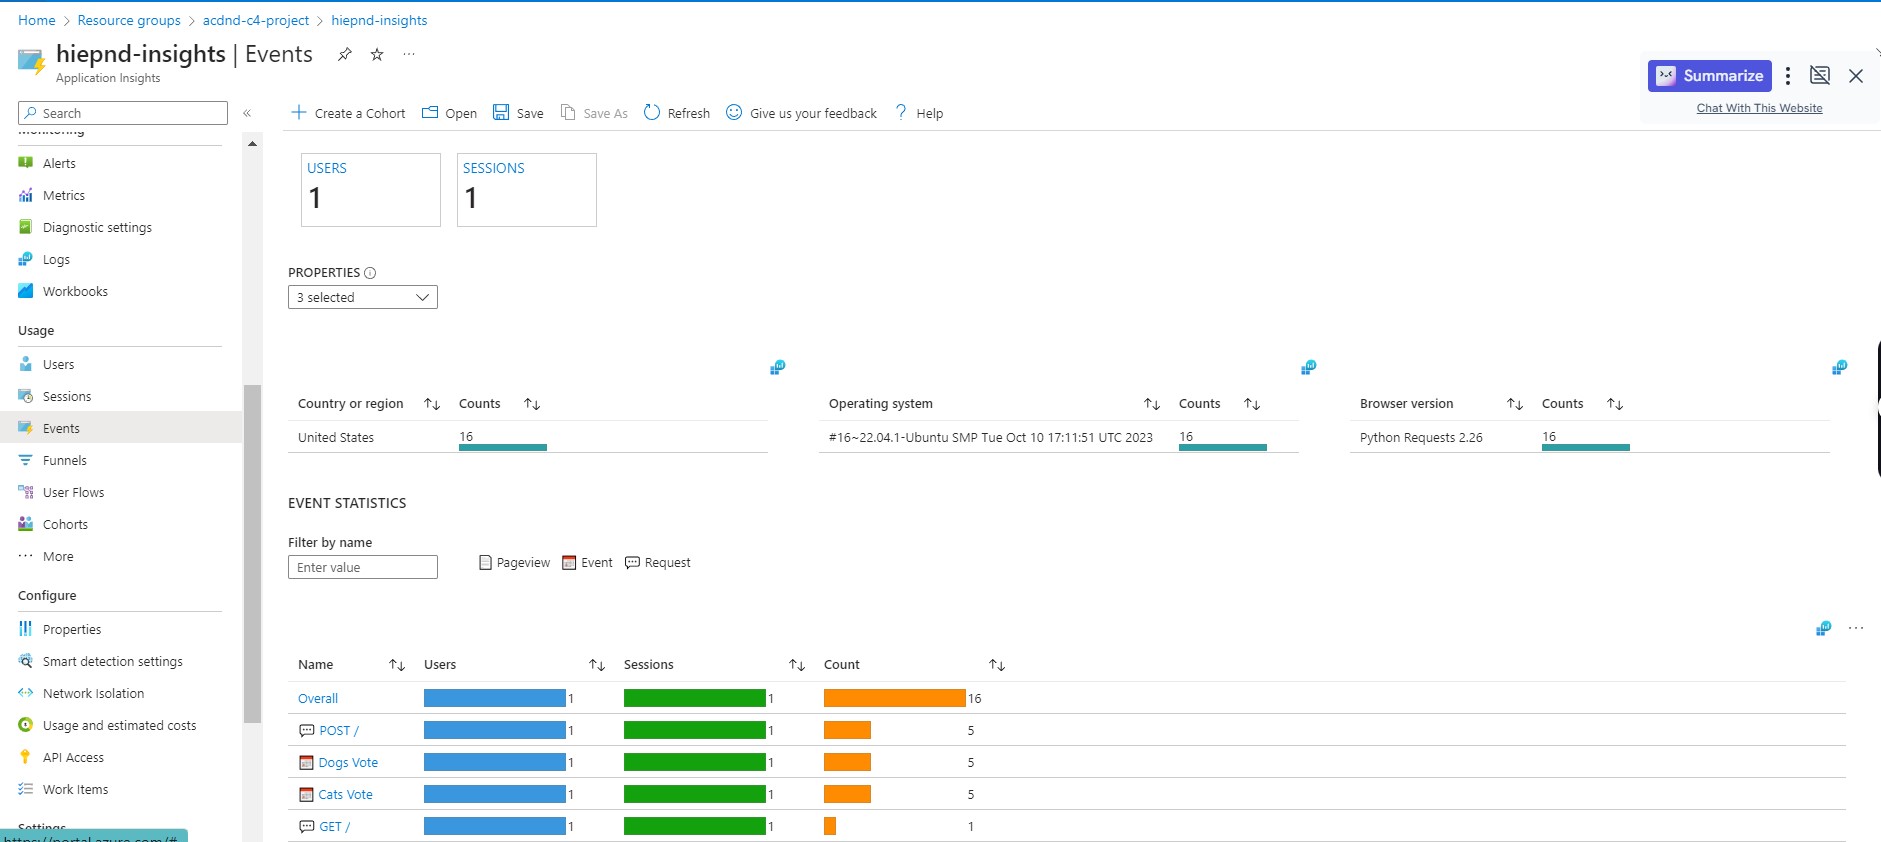 Home > Resource groups > acdnd-c4-project > hiepnd-insights
hiepnd-insights | Events
Application Insights
Summarize
Chat With This Website
Search
Create a Cohort Open Save Save As Refresh Give us your feedback Help
Monitoring
Alerts
Metrics
Diagnostic settings
Logs
Workbooks
Usage
Users
Sessions
Events
Funnels
User Flows
Cohorts
More
Configure
Properties
Smart detection settings
Network Isolation
Usage and estimated costs
API Access
Work Items
Settings
https://portal.azure.com/#
USERS
1
SESSIONS
1
PROPERTIES
3 selected
Country or region Counts
United States 16
Operating system Counts
#16~22.04.1-Ubuntu SMP Tue Oct 10 17:11:51 UTC 2023 16
Browser version Counts
Python Requests 2.26 16
EVENT STATISTICS
Filter by name
Enter value
Pageview Event Request
Name Users Sessions Count
Overall 1 1 16
POST / 1 1 5
Dogs Vote 1 1 5
Cats Vote 1 1 5
GET / 1 1 1